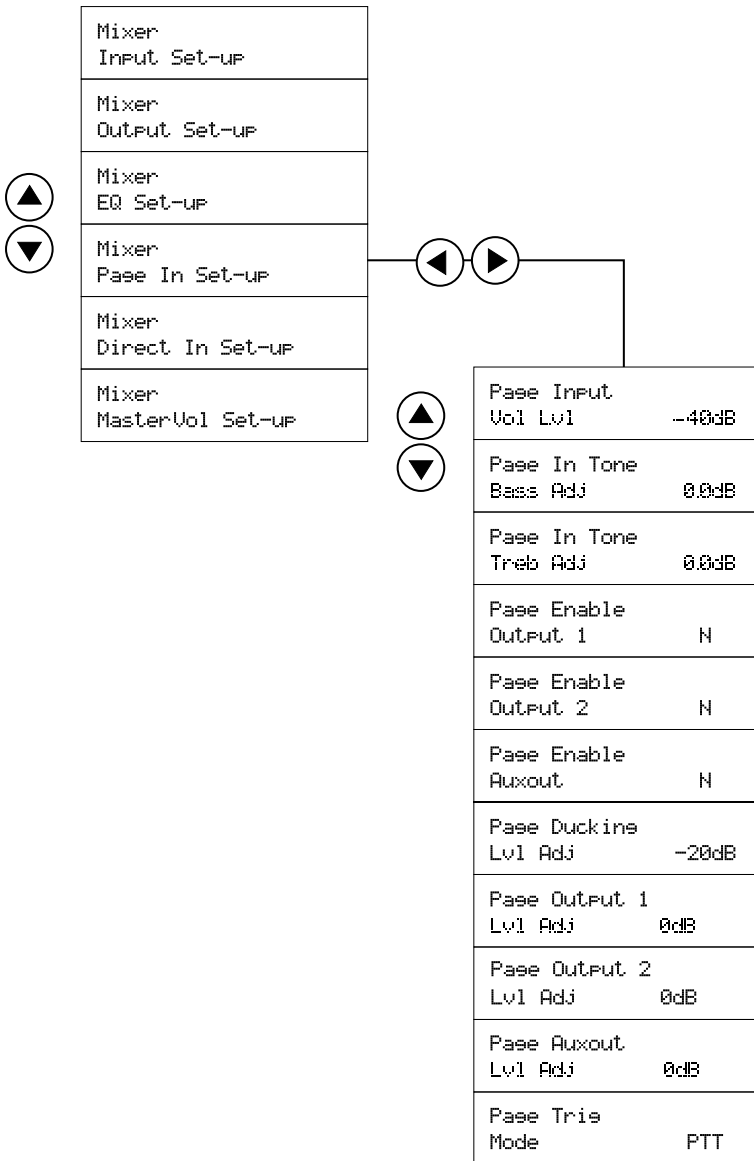 Mixer
Input Set-up
Mixer
Output Set-up
Mixer
EQ Set-up
Mixer
Page In Set-up
Mixer
Direct In Set-up
Mixer
MasterVol Set-up
Page Input
Vol Lvl -40dB
Page In Tone
Bass Adj 0.0dB
Page In Tone
Treb Adj 0.0dB
Page Enable
Output 1 N
Page Enable
Output 2 N
Page Enable
Auxout N
Page Ducking
Lvl Adj -20dB
Page Output 1
Lvl Adj 0dB
Page Output 2
Lvl Adj 0dB
Page Auxout
Lvl Adj 0dB
Page Trig
Mode PTT